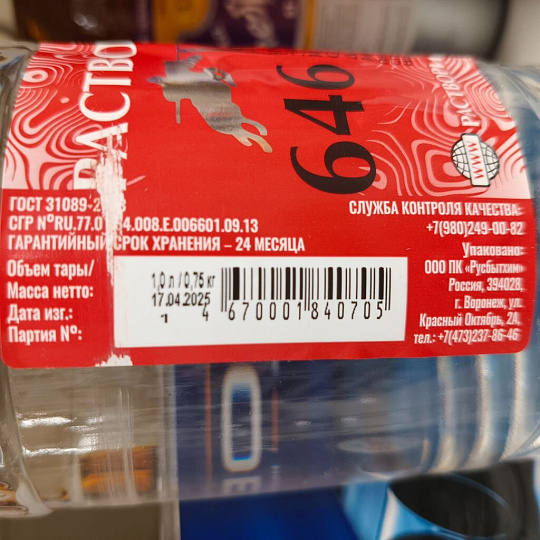 РАСТВО
646
WWW
ГОСТ 31089-2
СГР №RU.77.0 4.008.E.006601.09.13
ГАРАНТИЙНЫЙ СРОК ХРАНЕНИЯ – 24 МЕСЯЦА
Объем тары/
Масса нетто:
Дата изг.:
Партия №:
1,0 л / 0,75 кг
17.04.2025
1
4 670001 840705
СЛУЖБА КОНТРОЛЯ КАЧЕСТВА:
+7(980)249-00-82
Упаковано:
ООО ПК «Русбытхим»
Россия, 394028,
г. Воронеж, ул.
Красный Октябрь, 2А,
тел.: +7(473)237-86-46